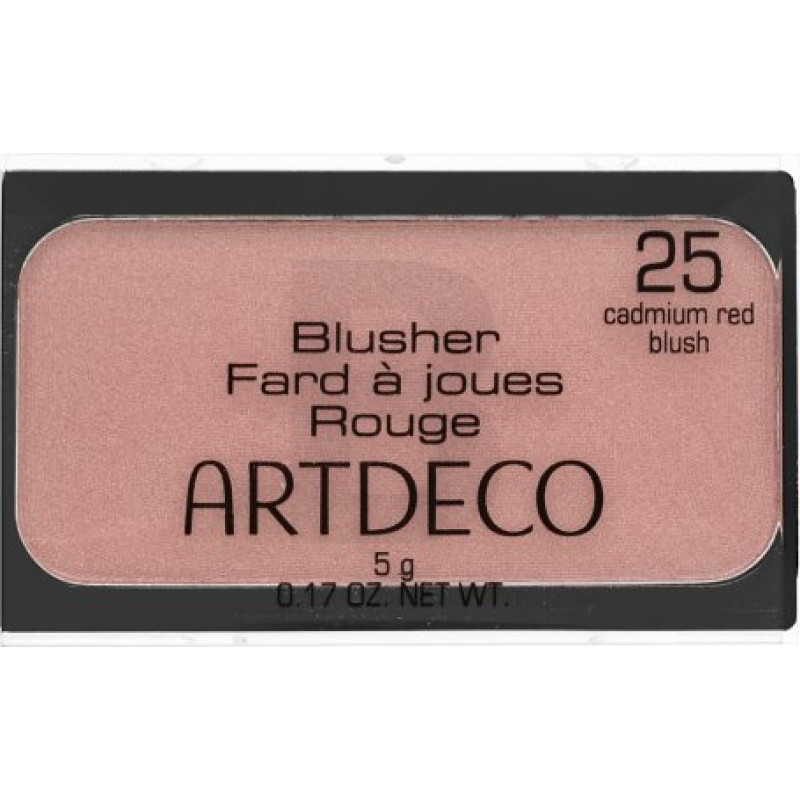 25
cadmium red
blush
Blusher
Fard à joues
Rouge
ARTDECO
5 g
0.17 OZ. NET WT.